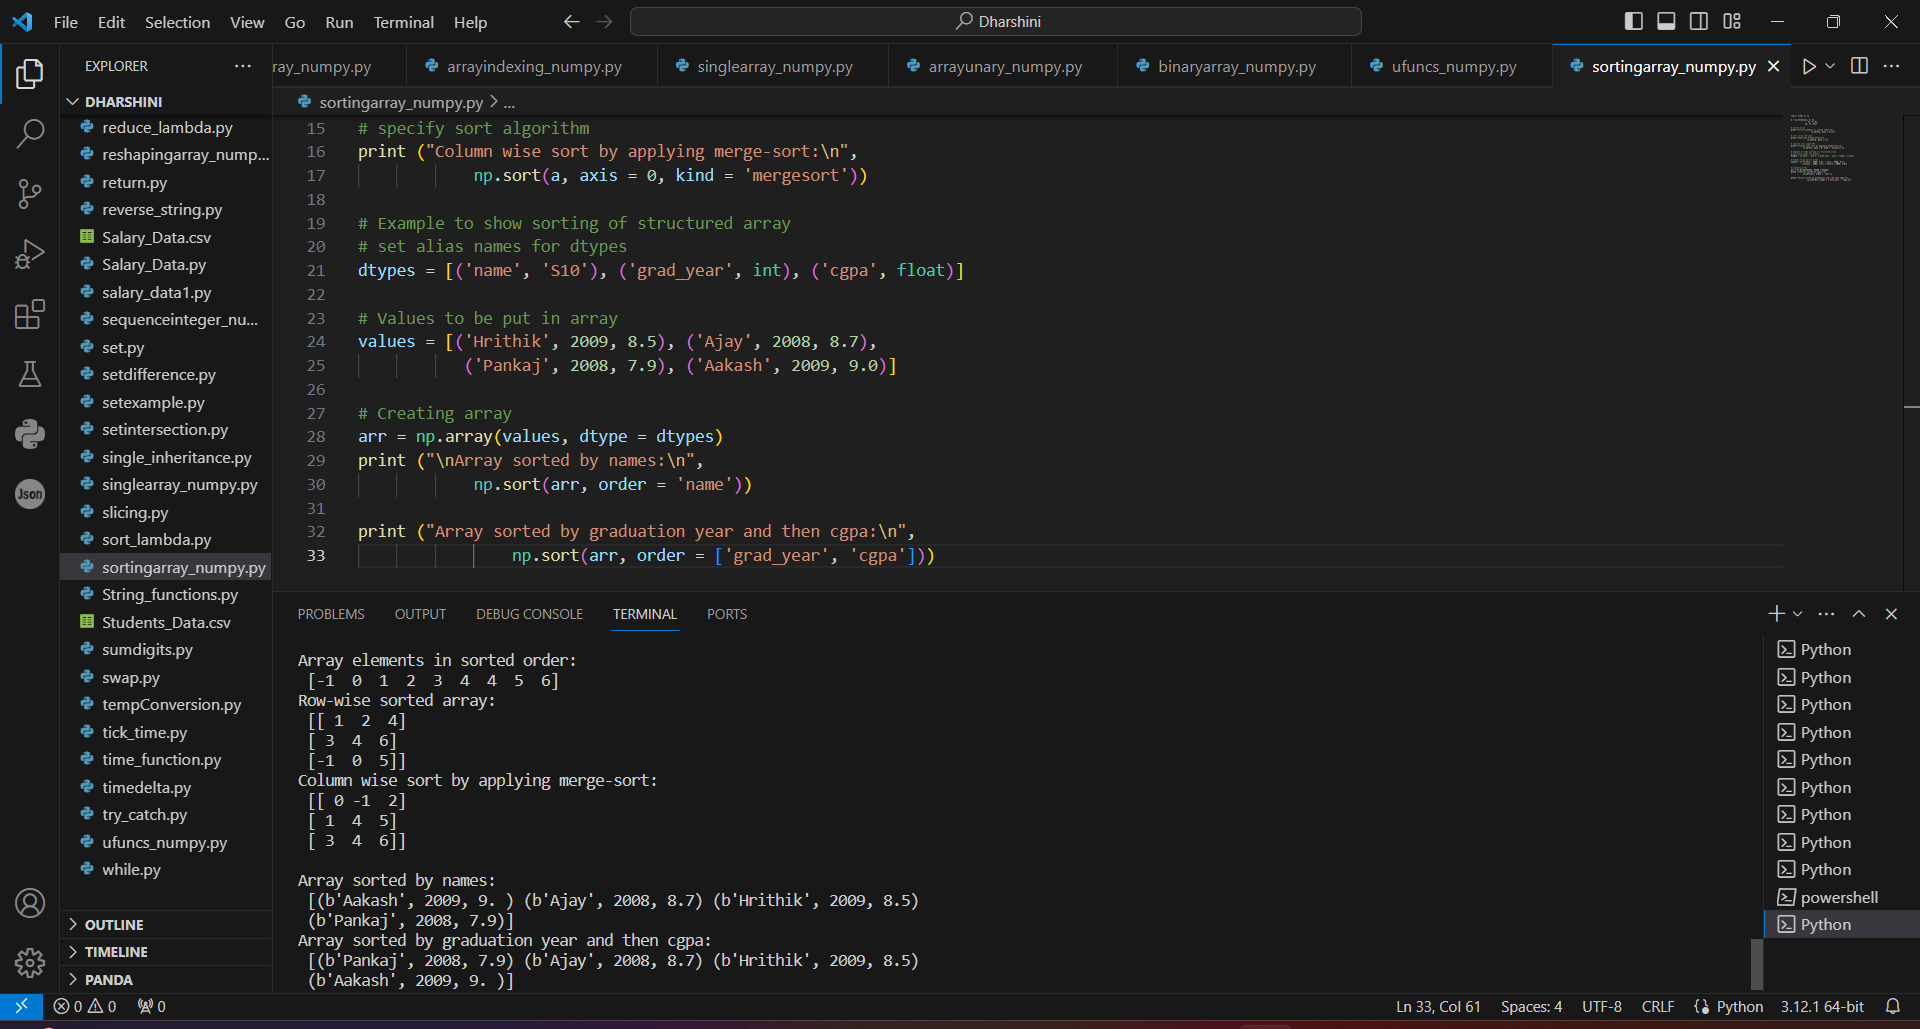 File Edit Selection View Go Run Terminal Help
Dharshini
EXPLORER
ray_numpy.py arrayindexing_numpy.py singlearray_numpy.py arrayunary_numpy.py binaryarray_numpy.py ufuncs_numpy.py sortingarray_numpy.py
DHARSHINI
reduce_lambda.py
reshapingarray_nump...
return.py
reverse_string.py
Salary_Data.csv
Salary_Data.py
salary_data1.py
sequenceinteger_nu...
set.py
setdifference.py
setexample.py
setintersection.py
single_inheritance.py
singlearray_numpy.py
slicing.py
sort_lambda.py
sortingarray_numpy.py
String_functions.py
Students_Data.csv
sumdigits.py
swap.py
tempConversion.py
tick_time.py
time_function.py
timedelta.py
try_catch.py
ufuncs_numpy.py
while.py
OUTLINE
TIMELINE
PANDA
Json
sortingarray_numpy.py > ...
15 # specify sort algorithm
16 print ("Column wise sort by applying merge-sort:\n",
17 np.sort(a, axis = 0, kind = 'mergesort'))
18
19 # Example to show sorting of structured array
20 # set alias names for dtypes
21 dtypes = [('name', 'S10'), ('grad_year', int), ('cgpa', float)]
22
23 # Values to be put in array
24 values = [('Hrithik', 2009, 8.5), ('Ajay', 2008, 8.7),
25 ('Pankaj', 2008, 7.9), ('Aakash', 2009, 9.0)]
26
27 # Creating array
28 arr = np.array(values, dtype = dtypes)
29 print ("\nArray sorted by names:\n",
30 np.sort(arr, order = 'name'))
31
32 print ("Array sorted by graduation year and then cgpa:\n",
33 np.sort(arr, order = ['grad_year', 'cgpa']))
PROBLEMS OUTPUT DEBUG CONSOLE TERMINAL PORTS
Array elements in sorted order:
[-1 0 1 2 3 4 4 5 6]
Row-wise sorted array:
[[ 1 2 4]
[ 3 4 6]
[-1 0 5]]
Column wise sort by applying merge-sort:
[[ 0 -1 2]
[ 1 4 5]
[ 3 4 6]]
Array sorted by names:
[(b'Aakash', 2009, 9. ) (b'Ajay', 2008, 8.7) (b'Hrithik', 2009, 8.5)
(b'Pankaj', 2008, 7.9)]
Array sorted by graduation year and then cgpa:
[(b'Pankaj', 2008, 7.9) (b'Ajay', 2008, 8.7) (b'Hrithik', 2009, 8.5)
(b'Aakash', 2009, 9. )]
Python
Python
Python
Python
Python
Python
Python
Python
Python
powershell
Python
0 0 0 Ln 33, Col 61 Spaces: 4 UTF-8 CRLF Python 3.12.1 64-bit